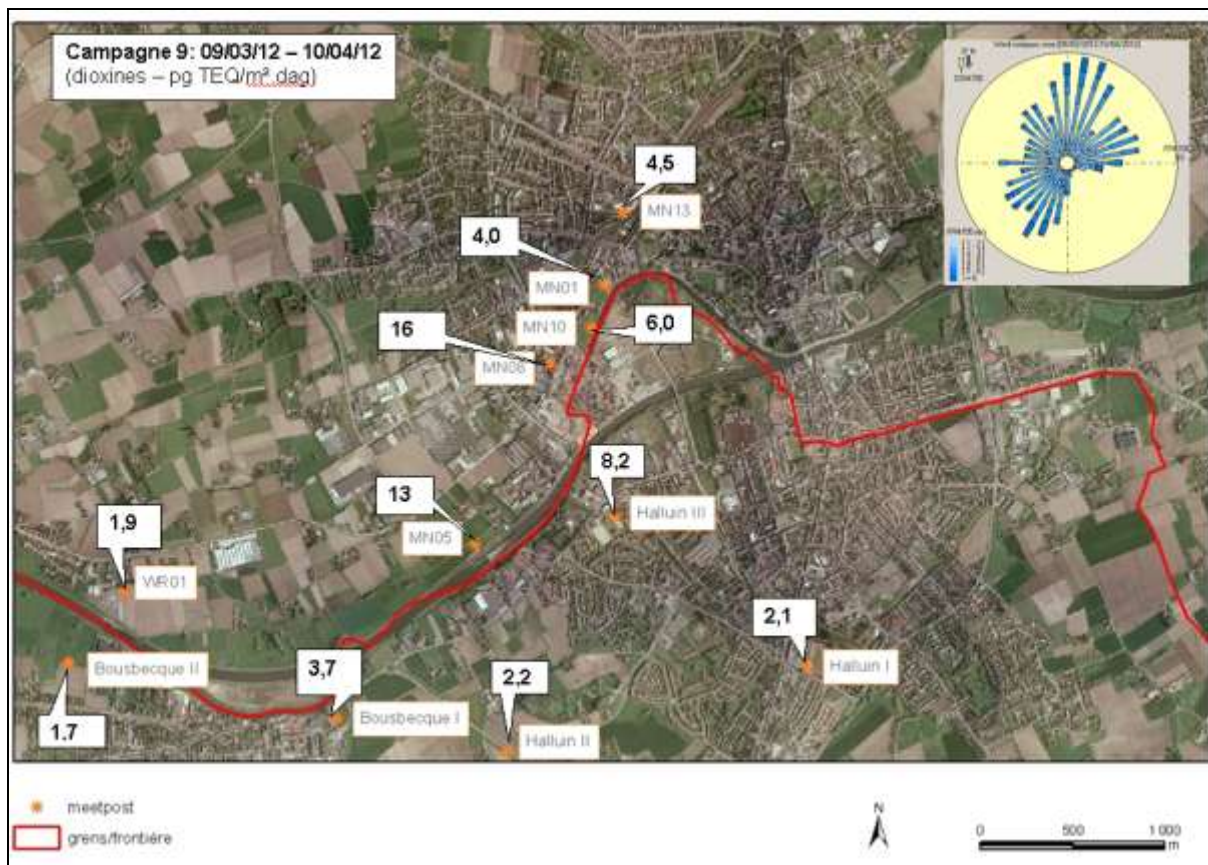 Campagne 9: 09/03/12 – 10/04/12
(dioxines – pg TEQ/m² dag)
4,5
MN13
4,0
MN01
MN10
6,0
16
MN08
8,2
Halluin III
13
MN05
1,9
WR01
2,1
Halluin I
Bousbecque II
1.7
3,7
Bousbecque I
2,2
Halluin II
meetpost
grens/frontière
N
0 500 1 000
m